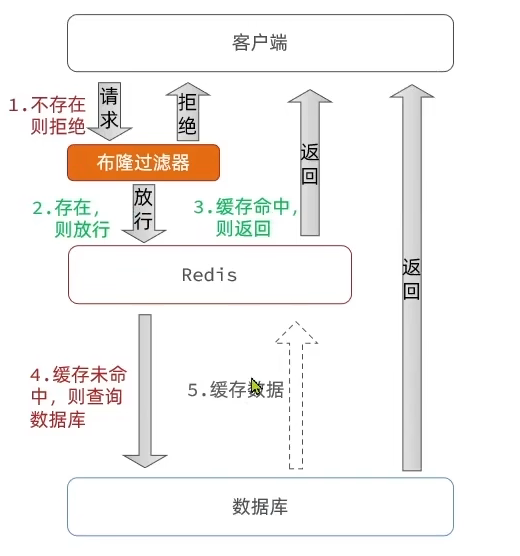 客户端
1.不存在
则拒绝
请
求
拒
绝
布隆过滤器
2.存在，
则放行
放
行
3.缓存命中，
则返回
返
回
Redis
返
回
4.缓存未命
中，则查询
数据库
5.缓存数据
数据库